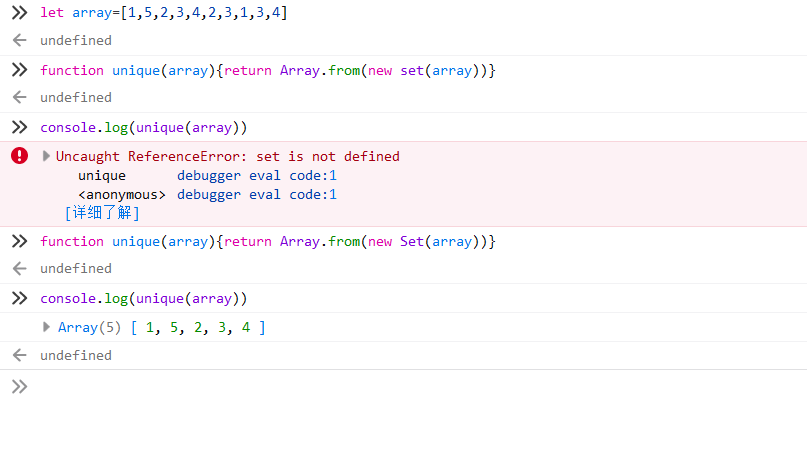 let array=[1,5,2,3,4,2,3,1,3,4]
undefined
function unique(array){return Array.from(new set(array))}
undefined
console.log(unique(array))
Uncaught ReferenceError: set is not defined
unique debugger eval code:1
<anonymous> debugger eval code:1
[详细了解]
function unique(array){return Array.from(new Set(array))}
undefined
console.log(unique(array))
Array(5) [ 1, 5, 2, 3, 4 ]
undefined